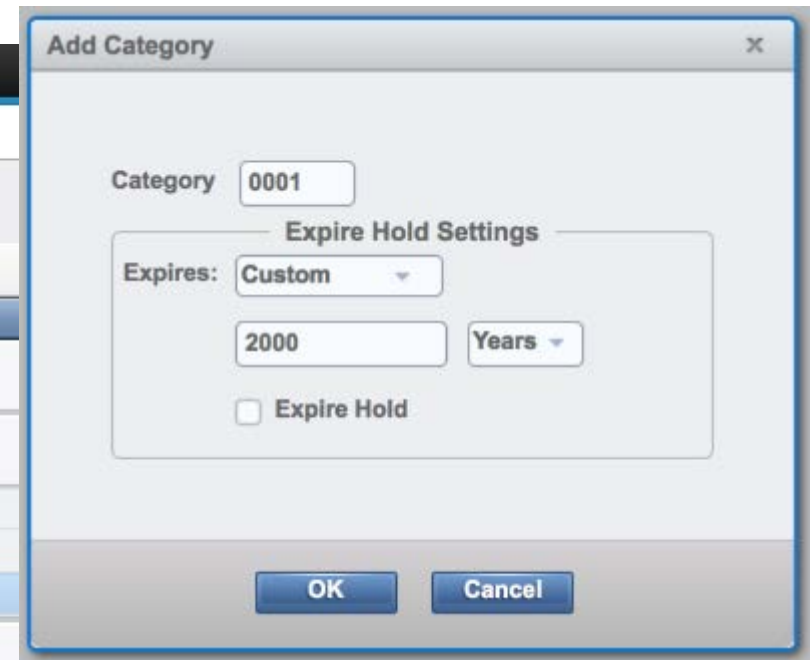 Add Category
Category 0001
Expire Hold Settings
Expires: Custom
2000 Years
Expire Hold
OK Cancel